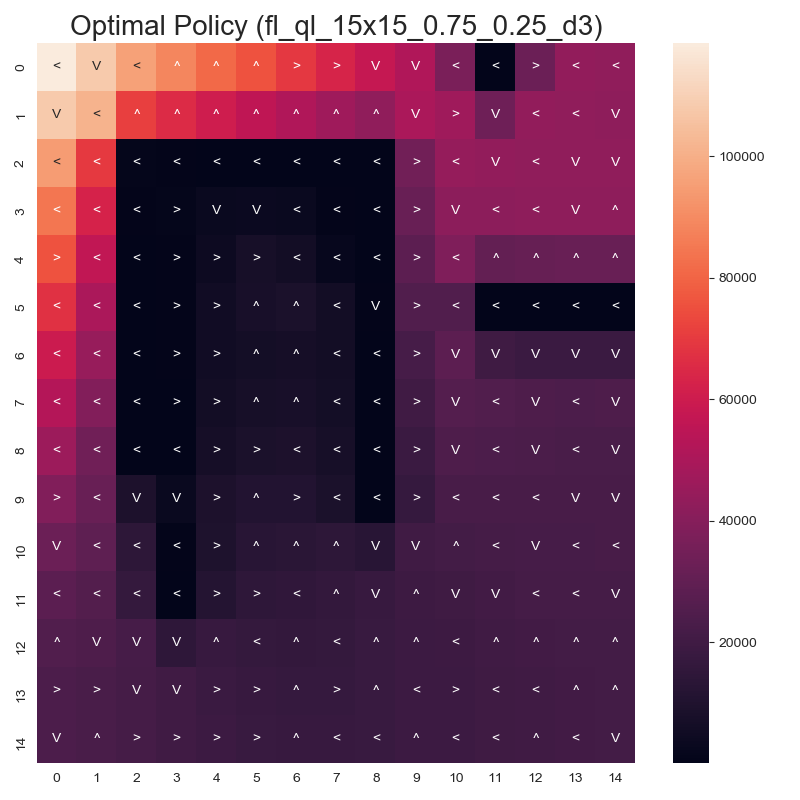 Optimal Policy (fl_ql_15x15_0.75_0.25_d3)
0 < V < ^ ^ ^ > > V V < < > < <
1 V < ^ ^ ^ ^ ^ ^ ^ V > V < < V
2 < < < < < < < < < > < V < V V
3 < < < > V V < < < > V < < V ^
4 > < < > > > < < < > < ^ ^ ^ ^
5 < < < > > ^ ^ < V < < < < < <
6 < < < > > ^ ^ < < > V V V V V
7 < < < > > ^ ^ < < > V < V < V
8 < < < < > > < < < > V < V < V
9 > < V V > ^ > < < > < < < V V
10 V < < < > ^ ^ ^ V V ^ < V < <
11 < < < < > > < ^ V ^ V V < < V
12 ^ V V V ^ < ^ < ^ ^ < ^ ^ ^ ^
13 > > V V > > ^ > ^ < > < < ^ ^
14 V ^ > > > > ^ < < ^ < < ^ < V
0 1 2 3 4 5 6 7 8 9 10 11 12 13 14
100000
80000
60000
40000
20000